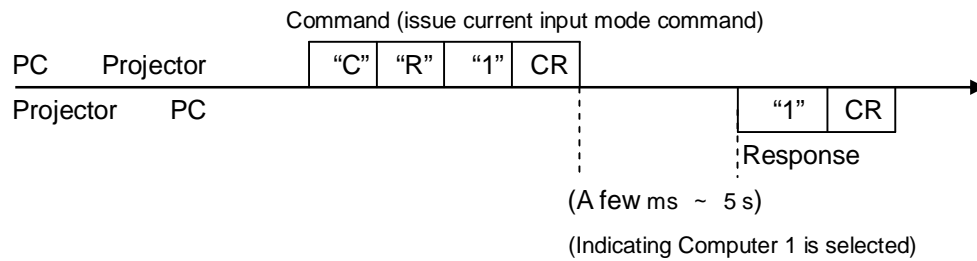 Command (issue current input mode command)
PC Projector “C” “R” “1” CR
Projector PC “1” CR
Response
(A few ms ~ 5 s)
(Indicating Computer 1 is selected)